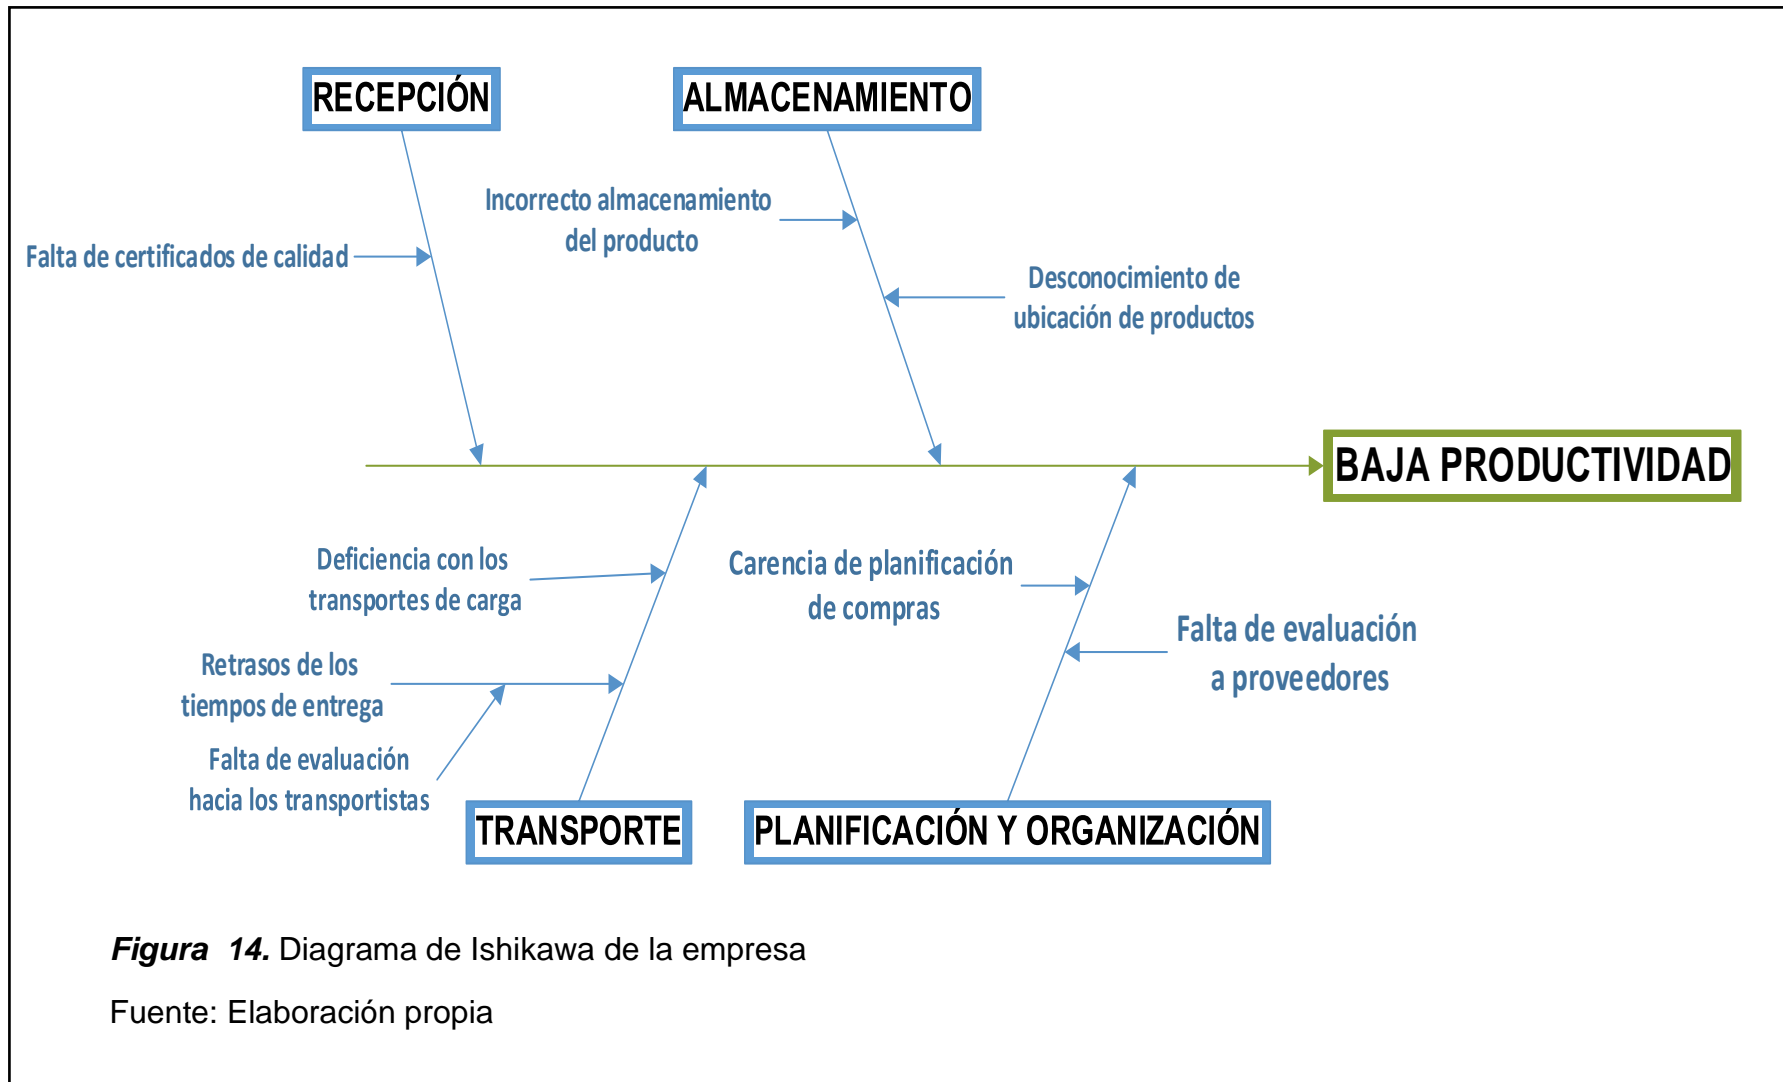 RECEPCIÓN
ALMACENAMIENTO
Incorrecto almacenamiento
del producto
Falta de certificados de calidad
Desconocimiento de
ubicación de productos
BAJA PRODUCTIVIDAD
Deficiencia con los
transportes de carga
Carencia de planificación
de compras
Falta de evaluación
a proveedores
Retrasos de los
tiempos de entrega
Falta de evaluación
hacia los transportistas
TRANSPORTE
PLANIFICACIÓN Y ORGANIZACIÓN
Figura 14. Diagrama de Ishikawa de la empresa
Fuente: Elaboración propia